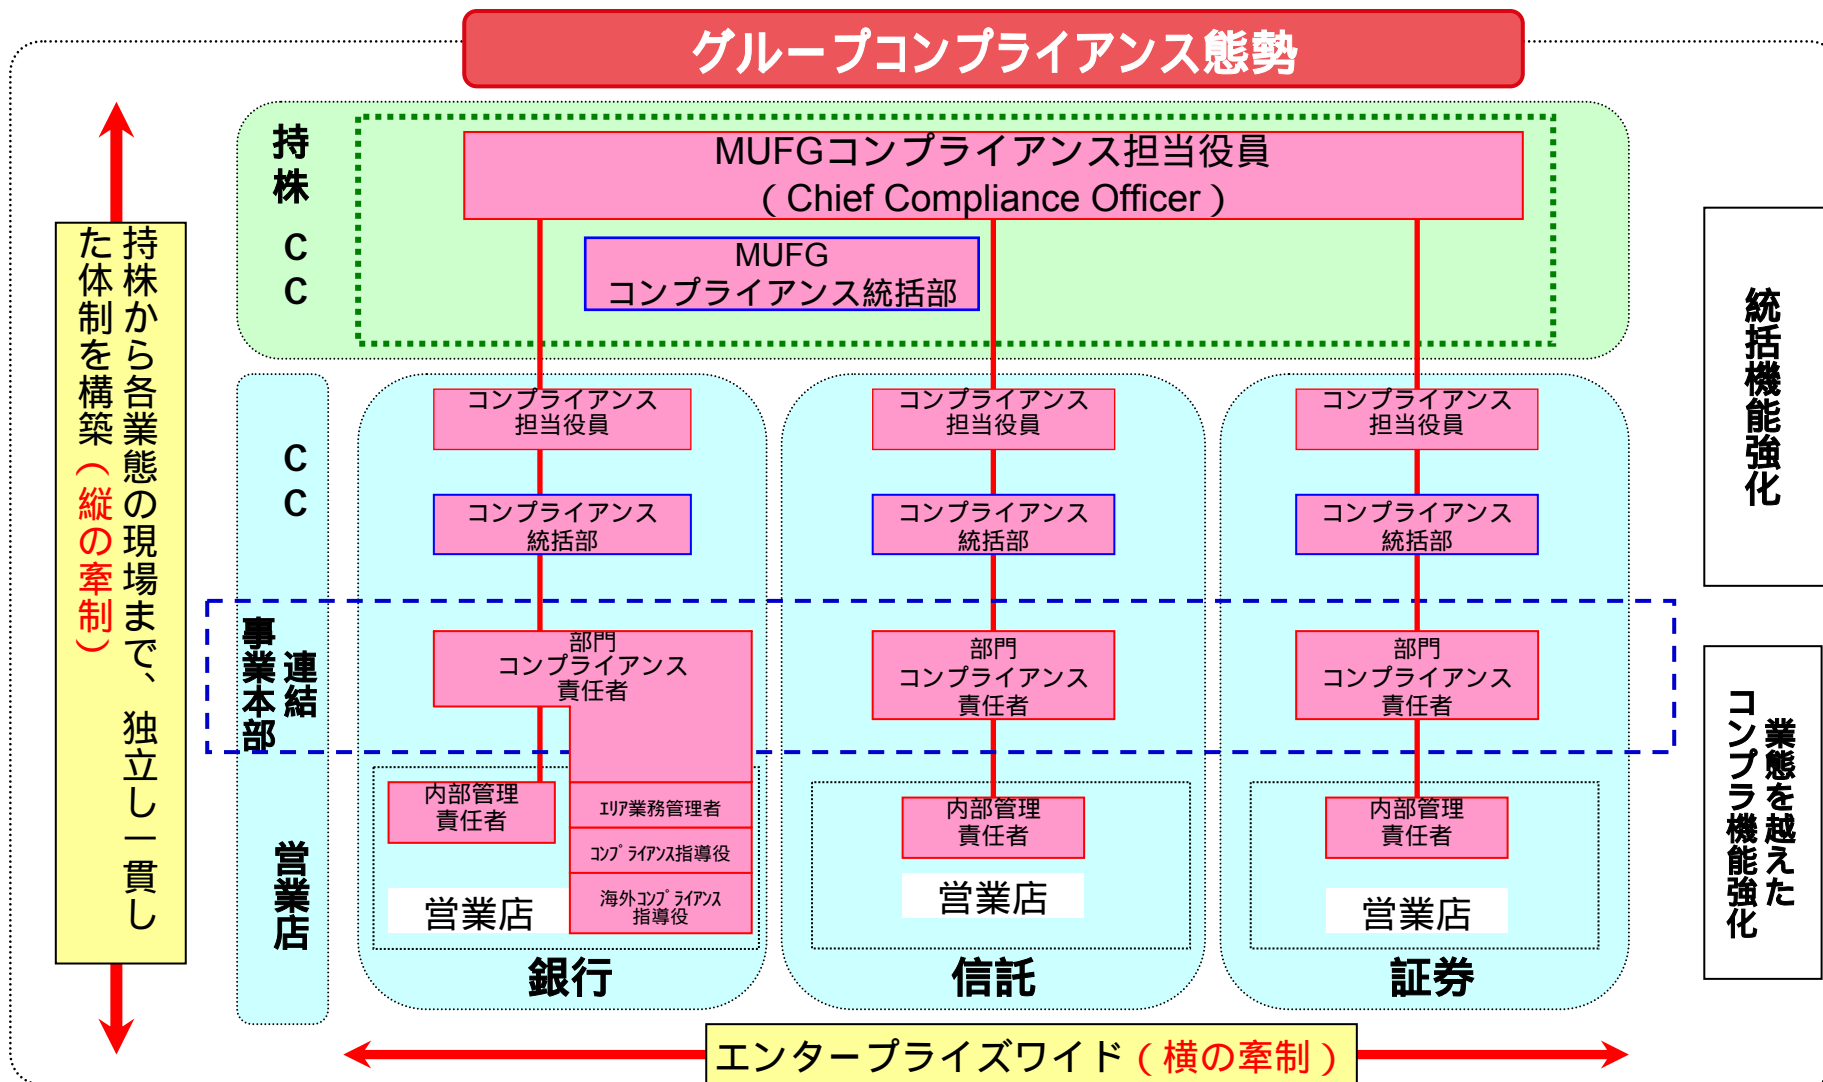 グループコンプライアンス態勢
持株
CC
MUFGコンプライアンス担当役員
（Chief Compliance Officer）
MUFG
コンプライアンス統括部
持株から各業態の現場まで、独立し一貫し
た体制を構築（縦の牽制）
統括機能強化
業態を越えた
コンプラ機能強化
CC
連結
事業本部
営業店
コンプライアンス
担当役員
コンプライアンス
統括部
部門
コンプライアンス
責任者
内部管理
責任者
ｴﾘｱ業務管理者
ｺﾝﾌﾟﾗｲｱﾝｽ指導役
海外ｺﾝﾌﾟﾗｲｱﾝｽ
指導役
営業店
銀行
コンプライアンス
担当役員
コンプライアンス
統括部
部門
コンプライアンス
責任者
内部管理
責任者
営業店
信託
コンプライアンス
担当役員
コンプライアンス
統括部
部門
コンプライアンス
責任者
内部管理
責任者
営業店
証券
エンタープライズワイド（横の牽制）